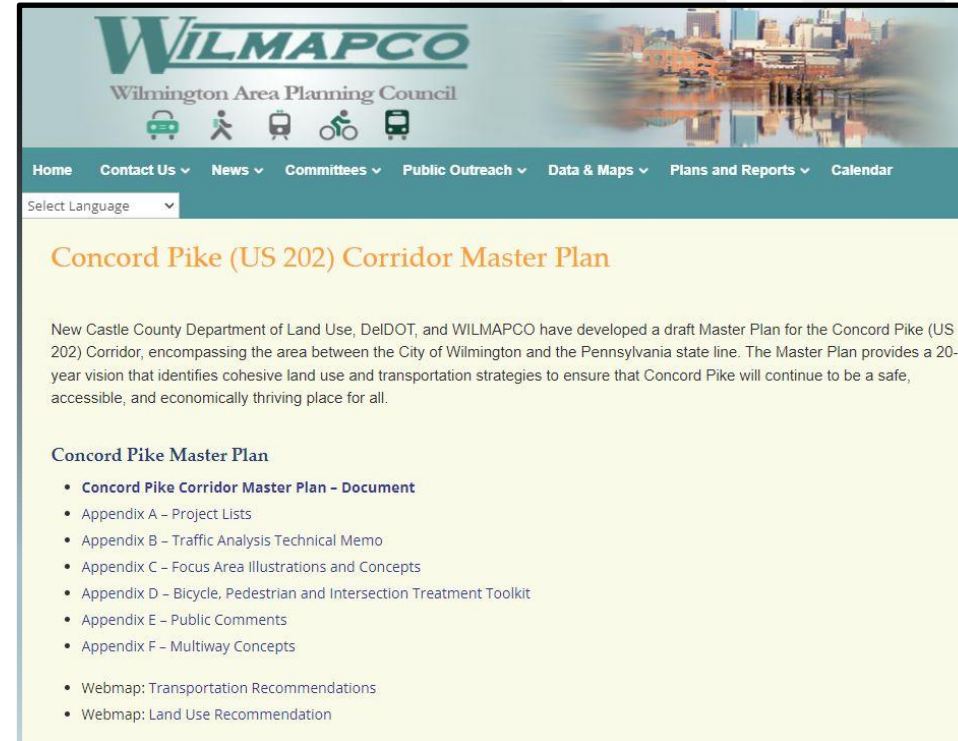 WILMAPCO
Wilmington Area Planning Council
Home Contact Us News Committees Public Outreach Data & Maps Plans and Reports Calendar
Select Language
Concord Pike (US 202) Corridor Master Plan
New Castle County Department of Land Use, DelDOT, and WILMAPCO have developed a draft Master Plan for the Concord Pike (US
202) Corridor, encompassing the area between the City of Wilmington and the Pennsylvania state line. The Master Plan provides a 20-
year vision that identifies cohesive land use and transportation strategies to ensure that Concord Pike will continue to be a safe,
accessible, and economically thriving place for all.
Concord Pike Master Plan
• Concord Pike Corridor Master Plan – Document
• Appendix A – Project Lists
• Appendix B – Traffic Analysis Technical Memo
• Appendix C – Focus Area Illustrations and Concepts
• Appendix D – Bicycle, Pedestrian and Intersection Treatment Toolkit
• Appendix E – Public Comments
• Appendix F – Multiway Concepts
• Webmap: Transportation Recommendations
• Webmap: Land Use Recommendation